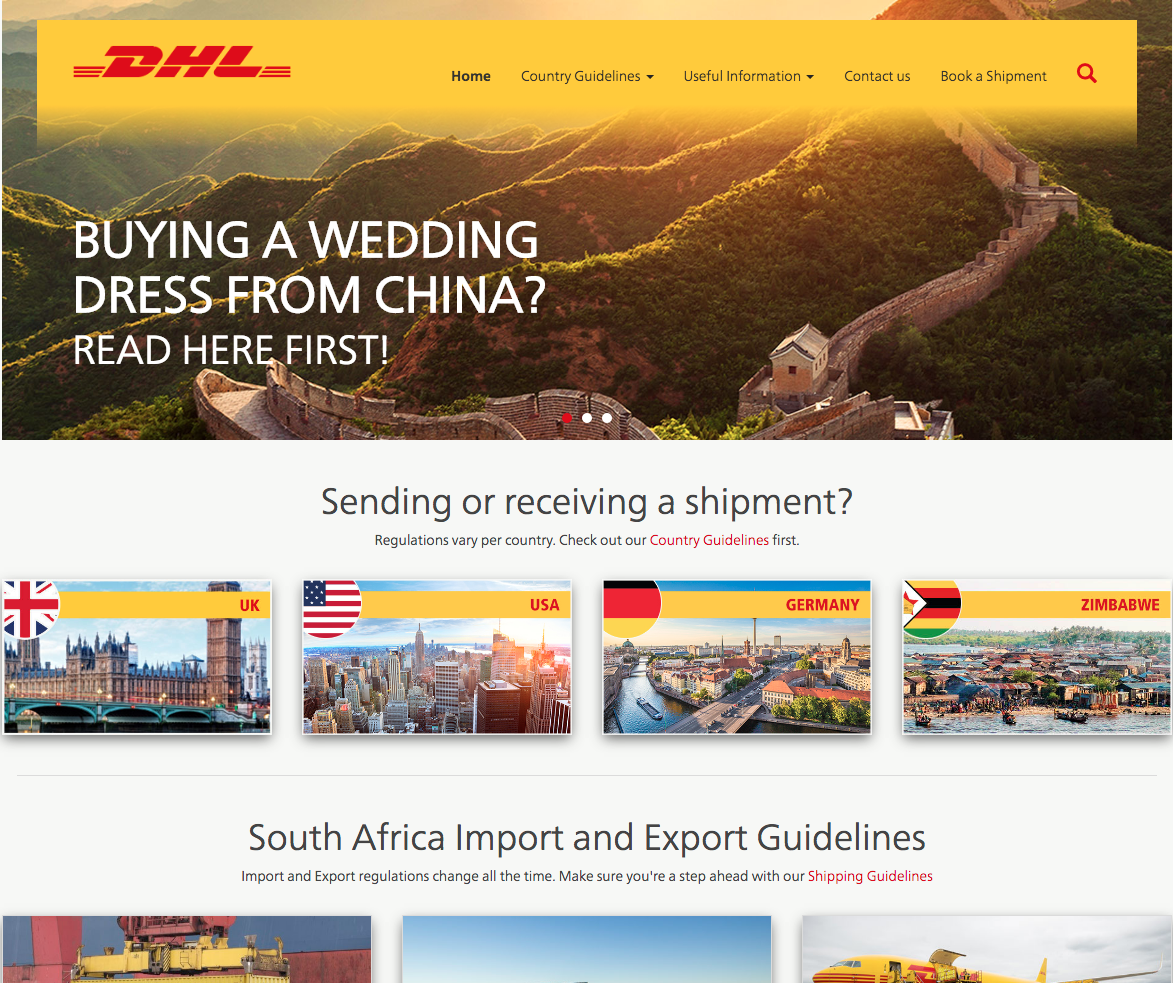 DHL
Home
Country Guidelines
Useful Information
Contact us
Book a Shipment
BUYING A WEDDING
DRESS FROM CHINA?
READ HERE FIRST!
Sending or receiving a shipment?
Regulations vary per country. Check out our Country Guidelines first.
UK
USA
GERMANY
ZIMBABWE
South Africa Import and Export Guidelines
Import and Export regulations change all the time. Make sure you're a step ahead with our Shipping Guidelines